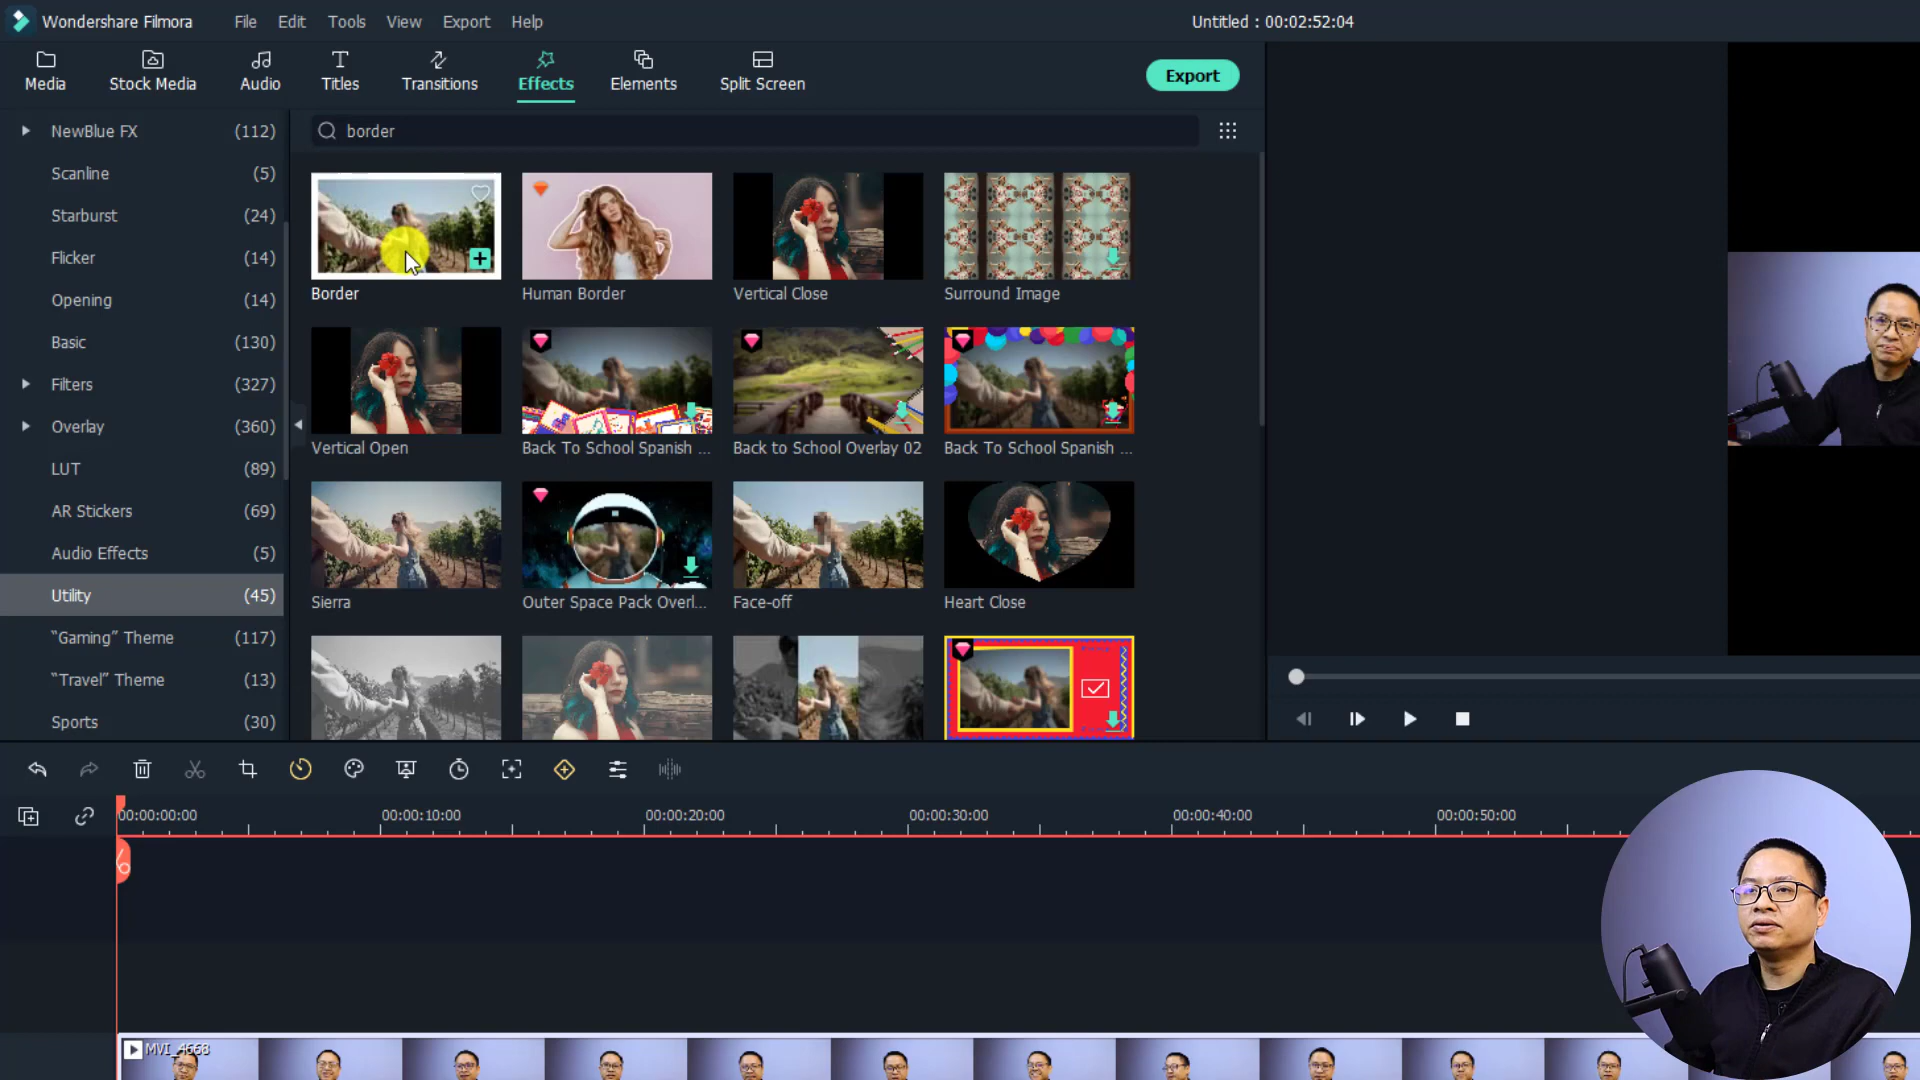 Wondershare Filmora File Edit Tools View Export Help Untitled : 00:02:52:04
Media Stock Media Audio Titles Transitions Effects Elements Split Screen Export
NewBlue FX (112)
border
Scanline (5)
Starburst (24)
Flicker (14)
Opening (14)
Basic (130)
Filters (327)
Overlay (360)
LUT (89)
AR Stickers (69)
Audio Effects (5)
Utility (45)
“Gaming” Theme (117)
“Travel” Theme (13)
Sports (30)
Border Human Border Vertical Close Surround Image
Vertical Open Back To School Spanish ... Back to School Overlay 02 Back To School Spanish ...
Sierra Outer Space Pack Overl... Face-off Heart Close
00:00:00:00 00:00:10:00 00:00:20:00 00:00:30:00 00:00:40:00 00:00:50:00
MVI_4668